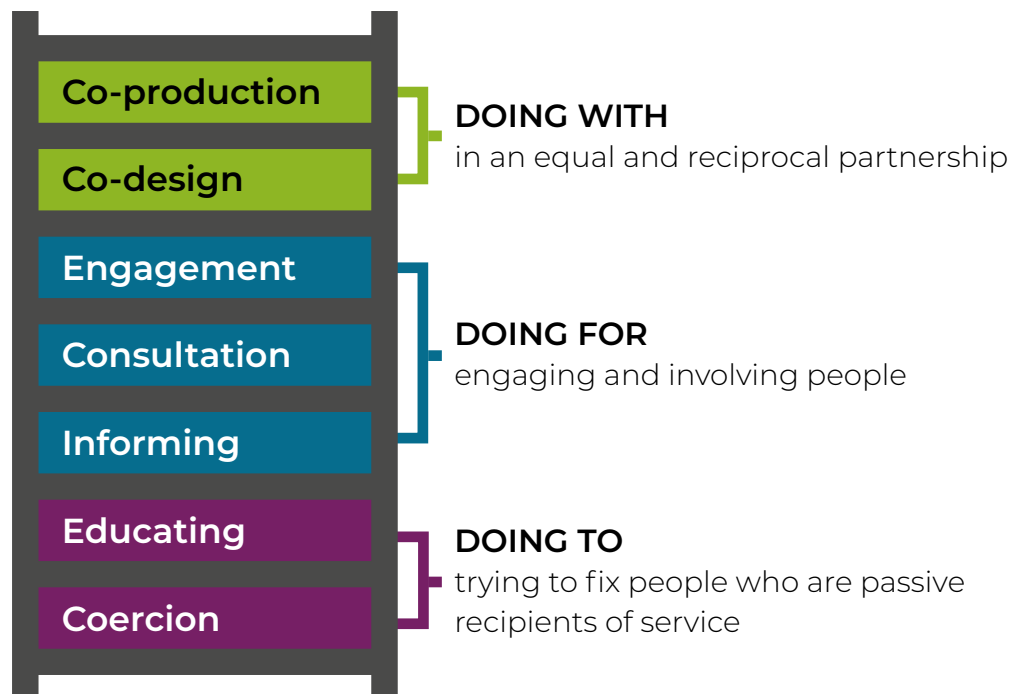 Co-production
Co-design
DOING WITH
in an equal and reciprocal partnership
Engagement
Consultation
Informing
DOING FOR
engaging and involving people
Educating
Coercion
DOING TO
trying to fix people who are passive
recipients of service